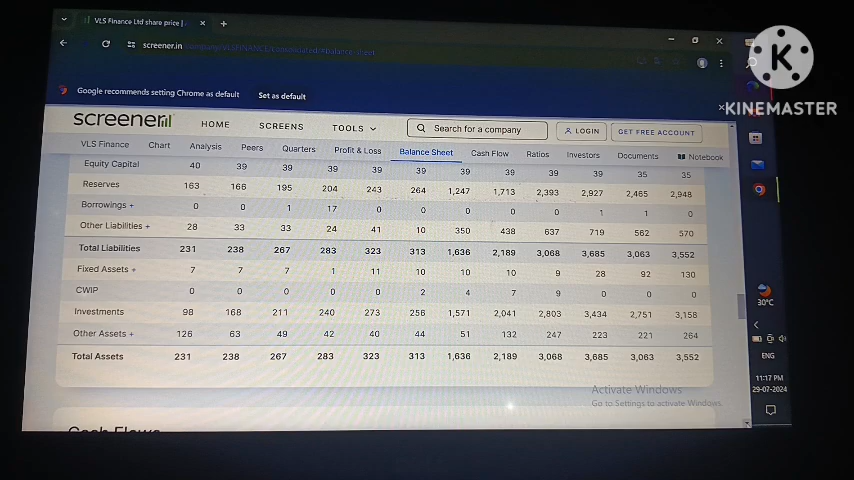 VLS Finance Ltd share price |
screener.in/company/VLSFINANCE/consolidated/#balance-sheet
Google recommends setting Chrome as default Set as default
KINEMASTER
screener HOME SCREENS TOOLS Search for a company LOGIN GET FREE ACCOUNT
VLS Finance Chart Analysis Peers Quarters Profit & Loss Balance Sheet Cash Flow Ratios Investors Documents Notebook
Equity Capital 40 39 39 39 39 39 39 39 39 39 35 35
Reserves 163 166 195 204 243 264 1,247 1,713 2,393 2,927 2,465 2,948
Borrowings + 0 0 1 17 0 0 0 0 0 1 1 0
Other Liabilities + 28 33 33 24 41 10 350 438 637 719 562 570
Total Liabilities 231 238 267 283 323 313 1,636 2,189 3,068 3,685 3,063 3,552
Fixed Assets + 7 7 7 1 11 10 10 10 9 28 92 130
CWIP 0 0 0 0 0 2 4 7 9 0 0 0
Investments 98 168 211 240 273 256 1,571 2,041 2,803 3,434 2,751 3,158
Other Assets + 126 63 49 42 40 44 51 132 247 223 221 264
Total Assets 231 238 267 283 323 313 1,636 2,189 3,068 3,685 3,063 3,552
Activate Windows
Go to Settings to activate Windows.
Cash Flows
30°C
ENG
11:17 PM
29-07-2024